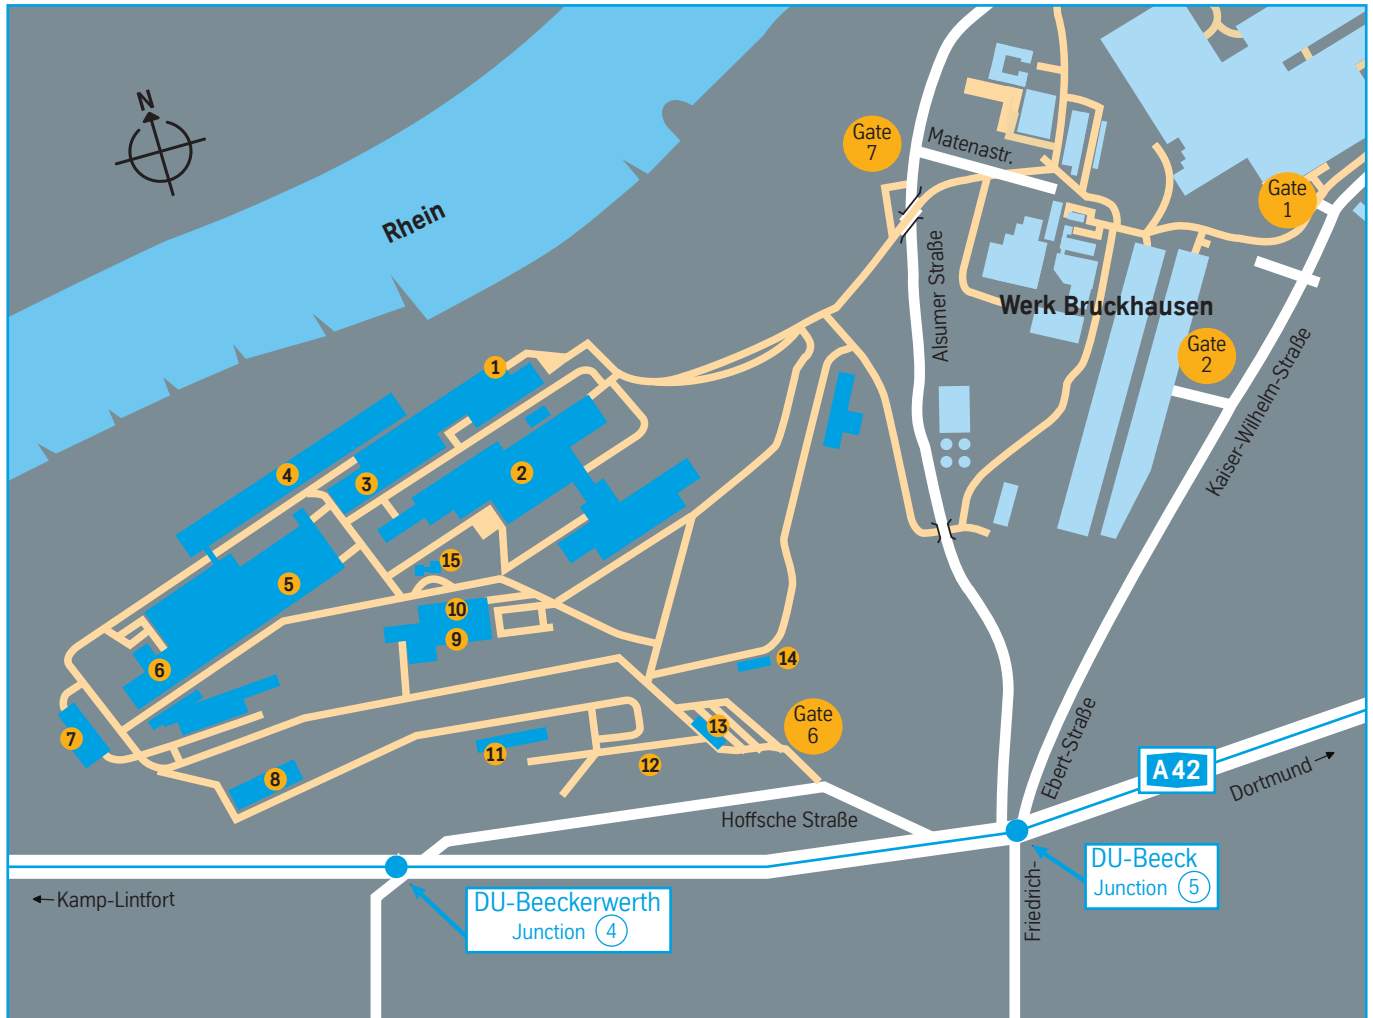 N
Rhein
Gate
7
Matenastr.
Gate
1
Alsumer Straße
Werk Bruckhausen
Gate
2
Kaiser-Wilhelm-Straße
1
2
3
4
5
15
10
9
6
7
8
11
12
13
14
Gate
6
Ebert-Straße
A 42
Dortmund →
Hoffsche Straße
DU-Beeck
Junction 5
Friedrich-
← Kamp-Lintfort
DU-Beeckerwerth
Junction 4